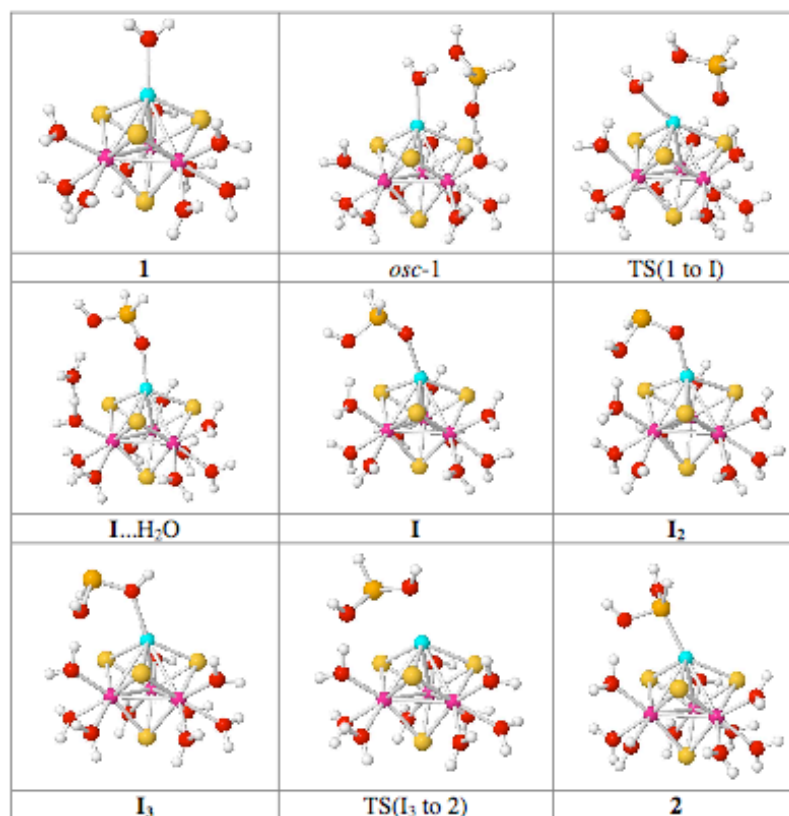 1
osc-1
TS(1 to I)
I...H₂O
I
I₂
I₃
TS(I₃ to 2)
2